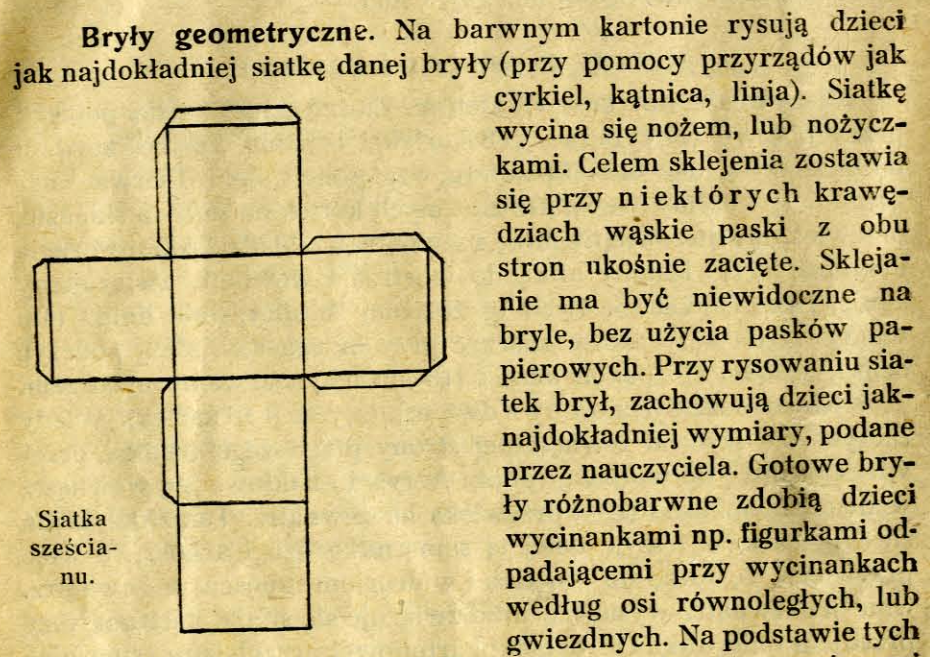 Bryły geometryczne. Na barwnym kartonie rysują dzieci
jak najdokładniej siatkę danej bryły (przy pomocy przyrządów jak
cyrkiel, kątnica, linja). Siatkę
wycina się nożem, lub nożycz-
kami. Celem sklejenia zostawia
się przy niektórych krawę-
dziach wąskie paski z obu
stron ukośnie zacięte. Skleja-
nie ma być niewidoczne na
bryle, bez użycia pasków pa-
pierowych. Przy rysowaniu sia-
tek brył, zachowują dzieci jak-
najdokładniej wymiary, podane
przez nauczyciela. Gotowe bry-
ły różnobarwne zdobią dzieci
wycinankami np. figurkami od-
padającemi przy wycinankach
według osi równoległych, lub
gwiezdnych. Na podstawie tych
Siatka
sześcia-
nu.